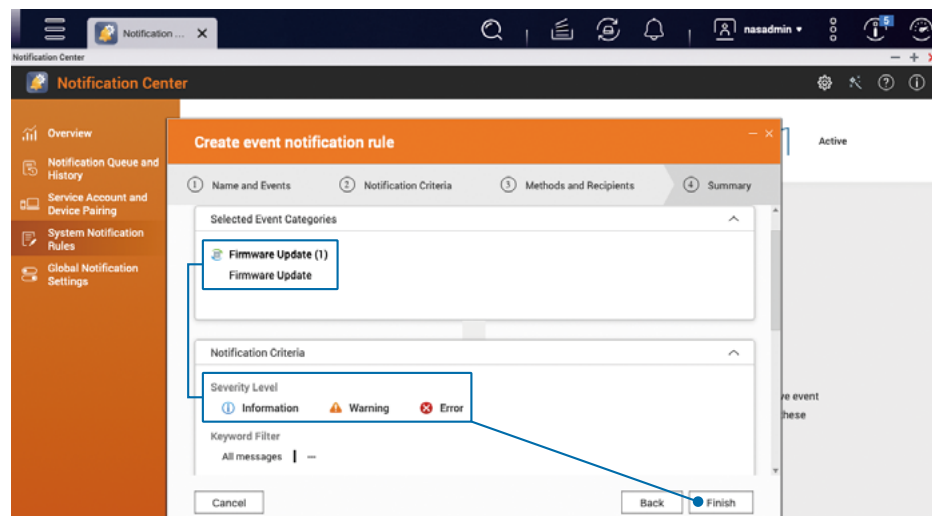 Notification ...
nasadmin
5
Notification Center
Notification Center
Overview
Notification Queue and
History
Service Account and
Device Pairing
System Notification
Rules
Global Notification
Settings
Active
Create event notification rule
1 Name and Events
2 Notification Criteria
3 Methods and Recipients
4 Summary
Selected Event Categories
Firmware Update (1)
Firmware Update
Notification Criteria
Severity Level
Information
Warning
Error
Keyword Filter
All messages | --
event
these
Cancel
Back
Finish